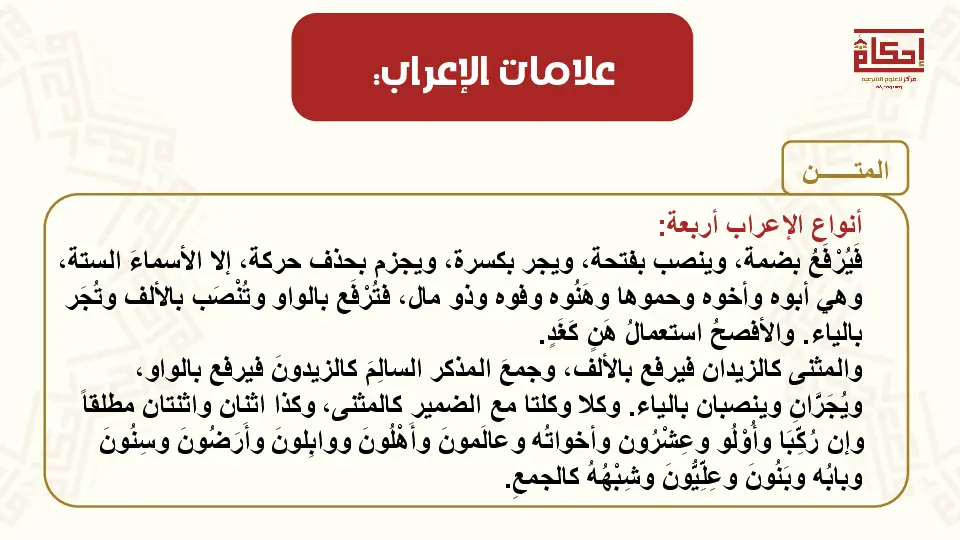 علامات الإعراب:
إحكام
مركز للعلوم الشرعية
المتـــــن
أنواع الإعراب أربعة:
فَيُرْفَعُ بضمة، وينصب بفتحة، ويجر بكسرة، ويجزم بحذف حركة، إلا الأسماءَ الستة،
وهي أبوه وأخوه وحموها وهَنُوه وفوه وذو مال، فتُرْفَع بالواو وتُنْصَب بالألف وتُجَر
بالياء. والأفصحُ استعمالُ هَنٍ كَغَدٍ.
والمثنى كالزيدان فيرفع بالألف، وجمعَ المذكر السالِمَ كالزيدونَ فيرفع بالواو،
ويُجَرَّانِ وينصبان بالياء. وكلا وكلتا مع الضمير كالمثنى، وكذا اثنان واثنتان مطلقاً
وإن رُكِّبَا وأُوْلُو وعِشْرُون وأخواتُه وعالَمونَ وأَهْلُونَ ووابِلونَ وأَرَضُونَ وسِنُونَ
وبابُه وبَنُونَ وعِلِّيُّونَ وشِبْهُهُ كالجمعِ.